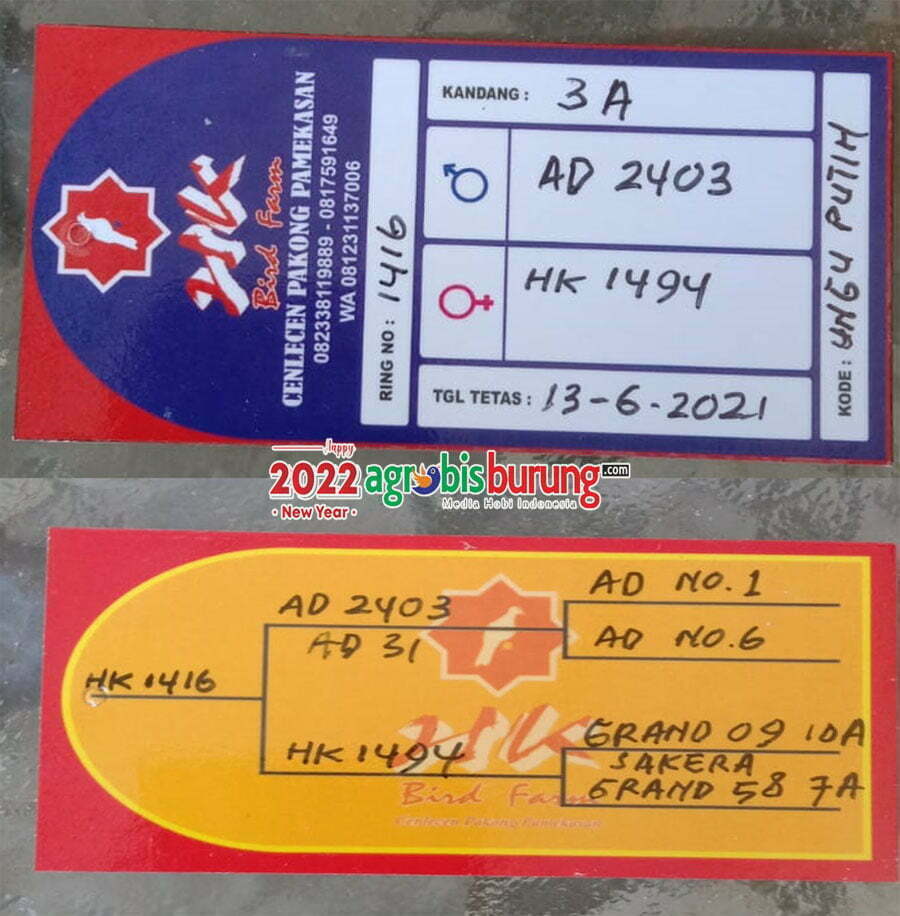 HK
Bird Farm
CENLECEN PAKONG PAMEKASAN
082338119889 - 0817591649
WA 081231137006
RING NO : 1416
KANDANG : 3 A
♂ AD 2403
♀ HK 1494
TGL TETAS : 13-6-2021
KODE : UNGU PUTIH
Happy
2022
New Year
agrobisburung.com
Media Hobi Indonesia
HK 1416
AD 2403
AD 31
AD NO.1
AD NO.6
HK 1494
GRAND 09 10A
SAKERA
GRAND 58 7A
HK
Bird Farm
Cenlecen Pakong Pamekasan